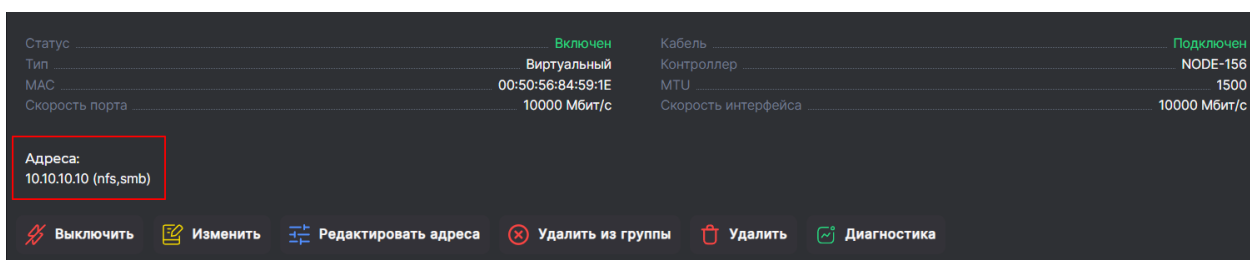 Статус Включен Кабель Подключен
Тип Виртуальный Контроллер NODE-156
MAC 00:50:56:84:59:1E MTU 1500
Скорость порта 10000 Мбит/с Скорость интерфейса 10000 Мбит/с
Адреса:
10.10.10.10 (nfs,smb)
Выключить Изменить Редактировать адреса Удалить из группы Удалить Диагностика